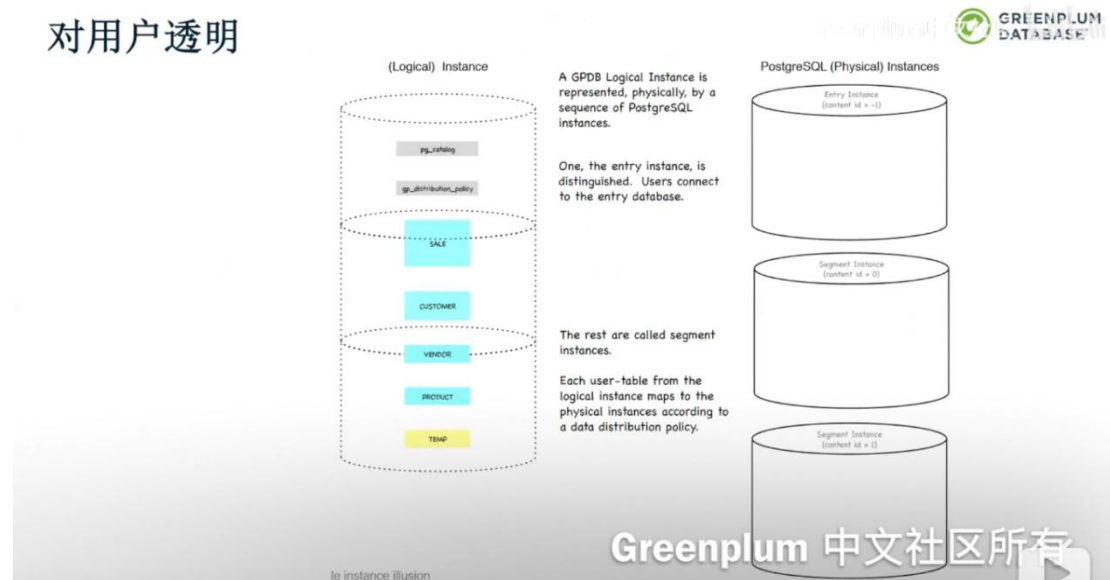 对用户透明
GREENPLUM
DATABASE
(Logical) Instance
pg_catalog
gp_distribution_policy
SALE
CUSTOMER
VENDOR
PRODUCT
TEMP
A GPDB Logical Instance is
represented, physically, by a
sequence of PostgreSQL
instances.
One, the entry instance, is
distinguished. Users connect
to the entry database.
The rest are called segment
instances.
Each user-table from the
logical instance maps to the
physical instances according to
a data distribution policy.
PostgreSQL (Physical) Instances
Entry Instance
(content id = -1)
Segment Instance
(content id = 0)
Segment Instance
(content id = 1)
Greenplum 中文社区所有
le instance illusion